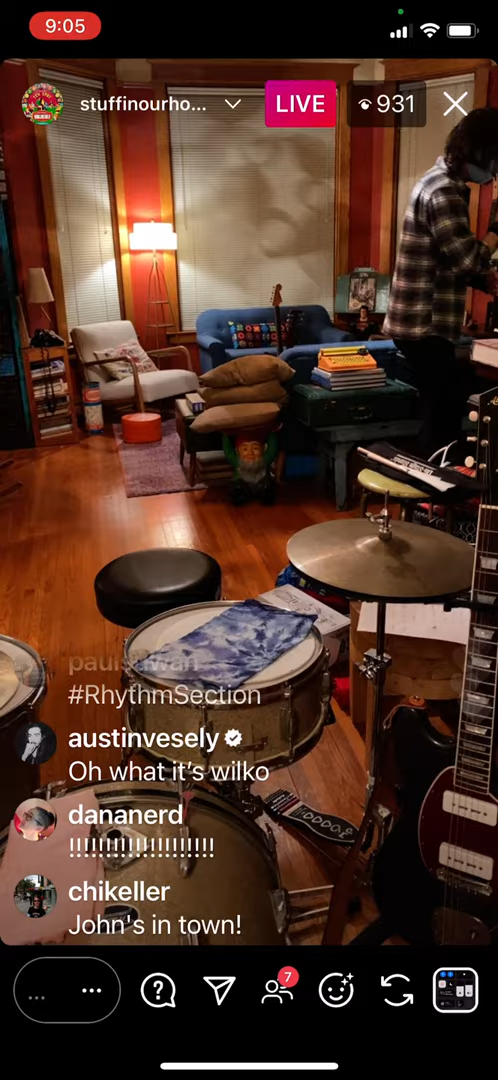 9:05
stuffinourho...
LIVE
931
#RhythmSection
austinvesely
Oh what it's wilko
dananerd
!!!!!!!!!!!!!!!!!!!!
chikeller
John's in town!
7